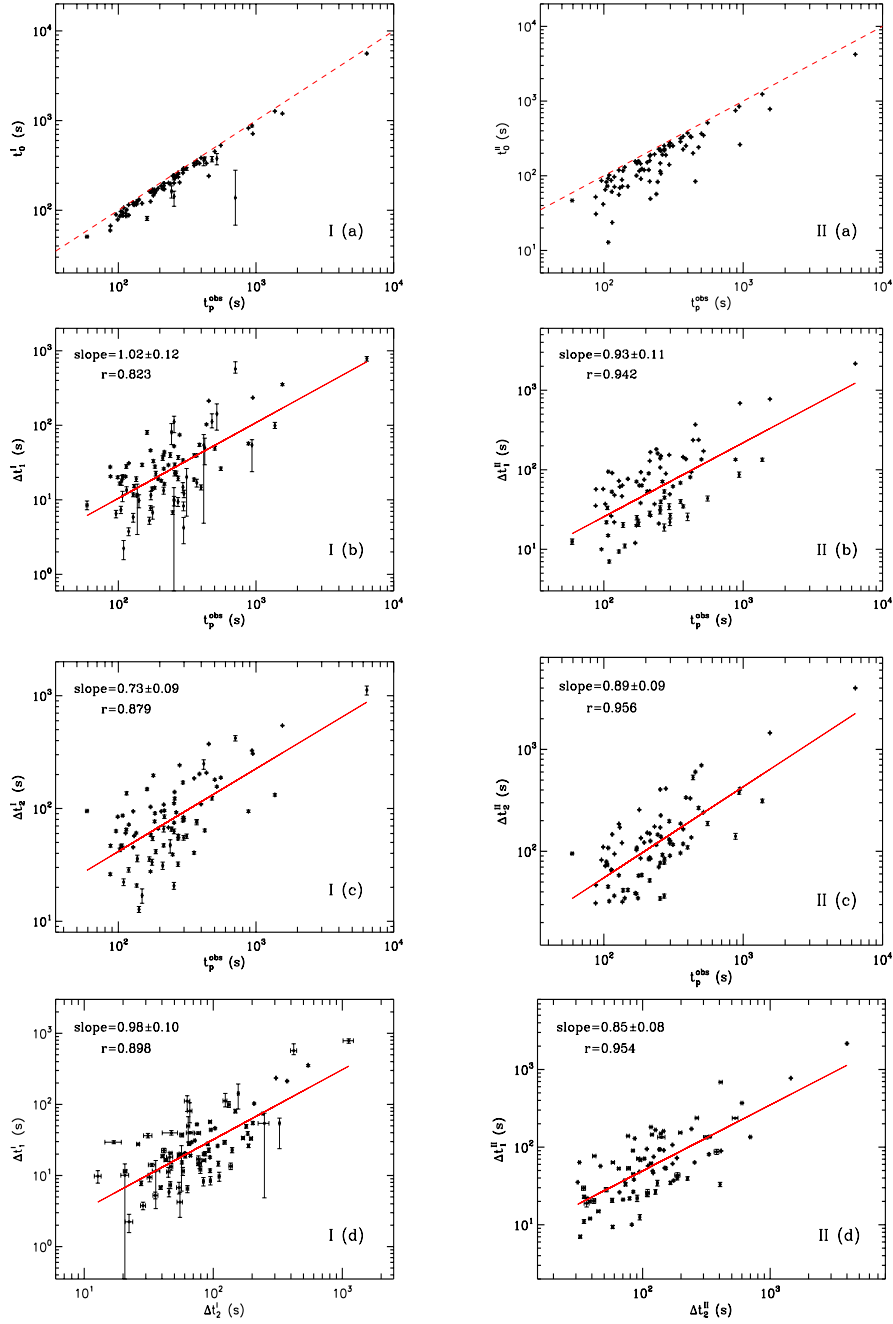 10⁴
10³
10²
t₀ᴵ (s)
10²
10³
10⁴
tₚᵒᵇˢ (s)
I (a)
10⁴
10³
10²
10¹
t₀ᴵᴵ (s)
10²
10³
10⁴
tₚᵒᵇˢ (s)
II (a)
slope=1.02±0.12
r=0.823
10³
10²
10¹
10⁰
Δt₁ᴵ (s)
10²
10³
10⁴
tₚᵒᵇˢ (s)
I (b)
slope=0.93±0.11
r=0.942
10³
10²
10¹
Δt₁ᴵᴵ (s)
10²
10³
10⁴
tₚᵒᵇˢ (s)
II (b)
slope=0.73±0.09
r=0.879
10³
10²
10¹
Δt₂ᴵ (s)
10²
10³
10⁴
tₚᵒᵇˢ (s)
I (c)
slope=0.89±0.09
r=0.956
10³
10²
Δt₂ᴵᴵ (s)
10²
10³
10⁴
tₚᵒᵇˢ (s)
II (c)
slope=0.98±0.10
r=0.898
10³
10²
10¹
10⁰
Δt₁ᴵ (s)
10¹
10²
10³
Δt₂ᴵ (s)
I (d)
slope=0.85±0.08
r=0.954
10³
10²
10¹
Δt₁ᴵᴵ (s)
10²
10³
Δt₂ᴵᴵ (s)
II (d)